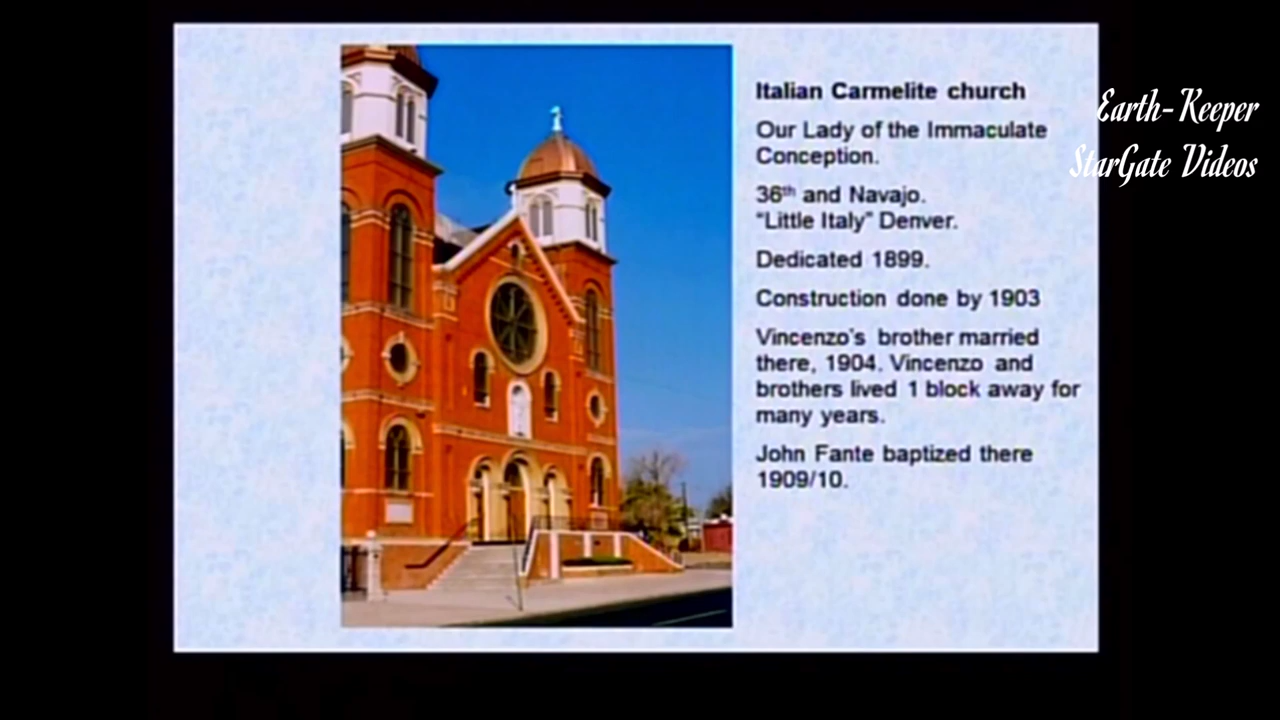 Italian Carmelite church
Our Lady of the Immaculate
Conception.
36th and Navajo.
"Little Italy" Denver.
Dedicated 1899.
Construction done by 1903
Vincenzo's brother married
there, 1904. Vincenzo and
brothers lived 1 block away for
many years.
John Fante baptized there
1909/10.
Earth-Keeper
StarGate Videos